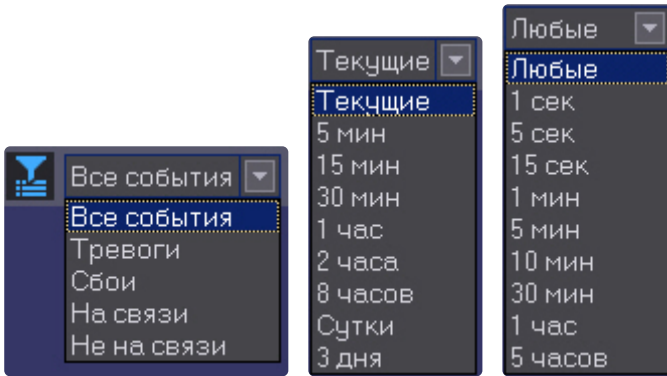 Все события
Все события
Тревоги
Сбои
На связи
Не на связи
Текущие
Текущие
5 мин
15 мин
30 мин
1 час
2 часа
8 часов
Сутки
3 дня
Любые
Любые
1 сек
5 сек
15 сек
1 мин
5 мин
10 мин
30 мин
1 час
5 часов